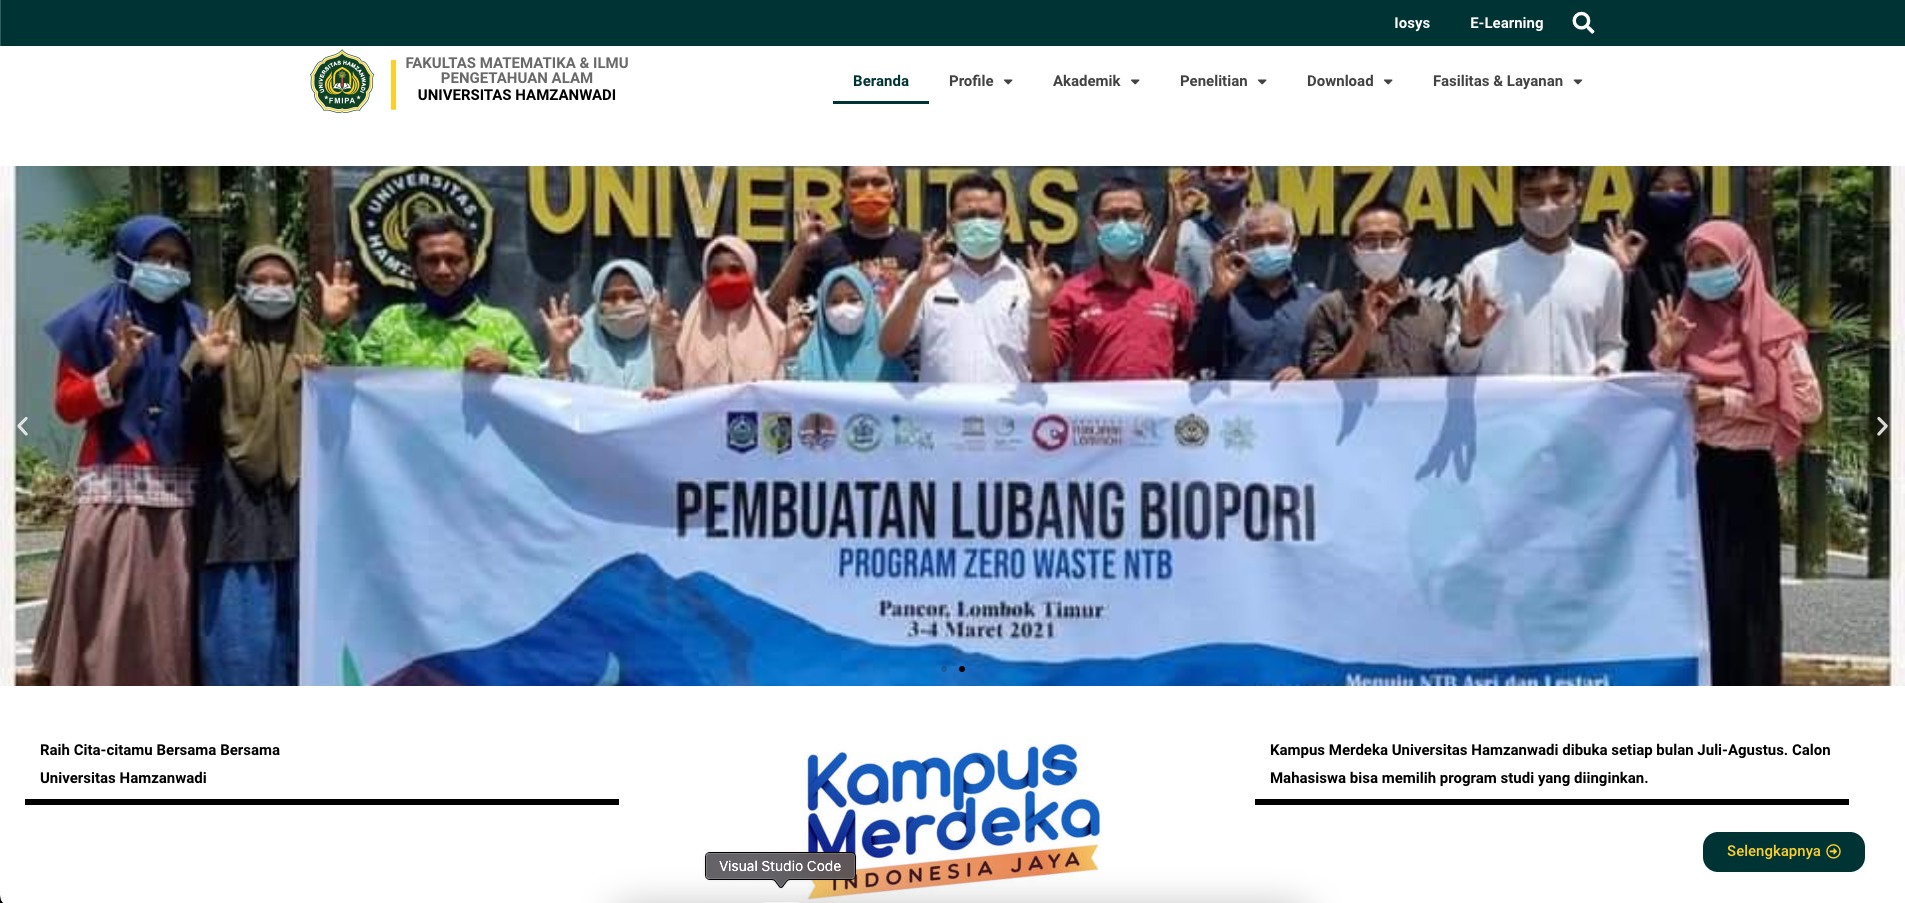 Iosys
E-Learning
FAKULTAS MATEMATIKA & ILMU
PENGETAHUAN ALAM
UNIVERSITAS HAMZANWADI
UNIVERSITAS HAMZANWADI
FMIPA
Beranda
Profile
Akademik
Penelitian
Download
Fasilitas & Layanan
UNIVERSITAS
UNIVERSITAS
PEMBUATAN LUBANG BIOPORI
PROGRAM ZERO WASTE NTB
Pancor, Lombok Timur
3-4 Maret 2021
Menuju NTB Asri dan Lestari
Raih Cita-citamu Bersama Bersama
Universitas Hamzanwadi
Kampus
Merdeka
INDONESIA JAYA
Kampus Merdeka Universitas Hamzanwadi dibuka setiap bulan Juli-Agustus. Calon
Mahasiswa bisa memilih program studi yang diinginkan.
Selengkapnya
Visual Studio Code